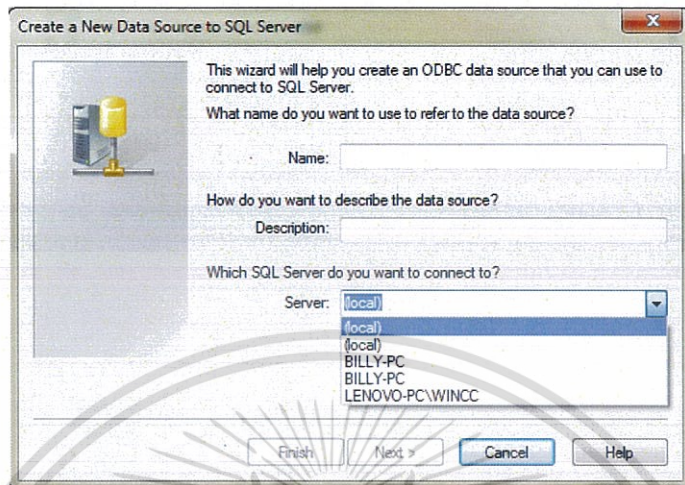 Create a New Data Source to SQL Server
This wizard will help you create an ODBC data source that you can use to
connect to SQL Server.
What name do you want to use to refer to the data source?
Name:
How do you want to describe the data source?
Description:
Which SQL Server do you want to connect to?
Server: (local)
(local)
(local)
BILLY-PC
BILLY-PC
LENOVO-PC\WINCC
Finish Next > Cancel Help